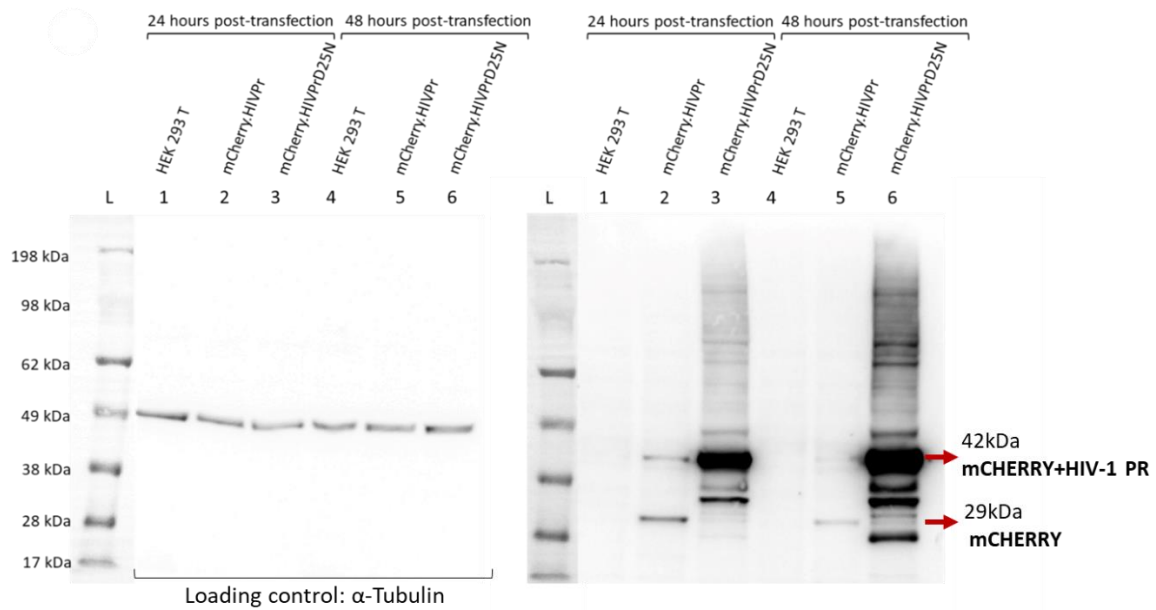 24 hours post-transfection 48 hours post-transfection
HEK 293 T
mCherry.HIVPr
mCherry.HIVPrD25N
HEK 293 T
mCherry.HIVPr
mCherry.HIVPrD25N
L 1 2 3 4 5 6
198 kDa
98 kDa
62 kDa
49 kDa
38 kDa
28 kDa
17 kDa
Loading control: α-Tubulin
24 hours post-transfection 48 hours post-transfection
HEK 293 T
mCherry.HIVPr
mCherry.HIVPrD25N
HEK 293 T
mCherry.HIVPr
mCherry.HIVPrD25N
L 1 2 3 4 5 6
42kDa
mCHERRY+HIV-1 PR
29kDa
mCHERRY